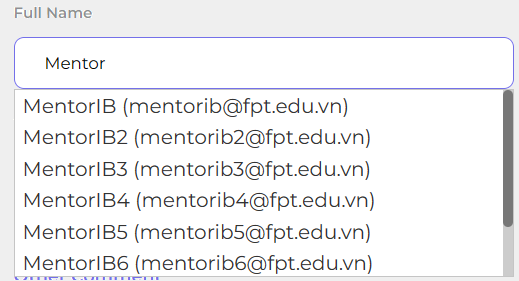 Full Name
Mentor
MentorIB (mentorib@fpt.edu.vn)
MentorIB2 (mentorib2@fpt.edu.vn)
MentorIB3 (mentorib3@fpt.edu.vn)
MentorIB4 (mentorib4@fpt.edu.vn)
MentorIB5 (mentorib5@fpt.edu.vn)
MentorIB6 (mentorib6@fpt.edu.vn)